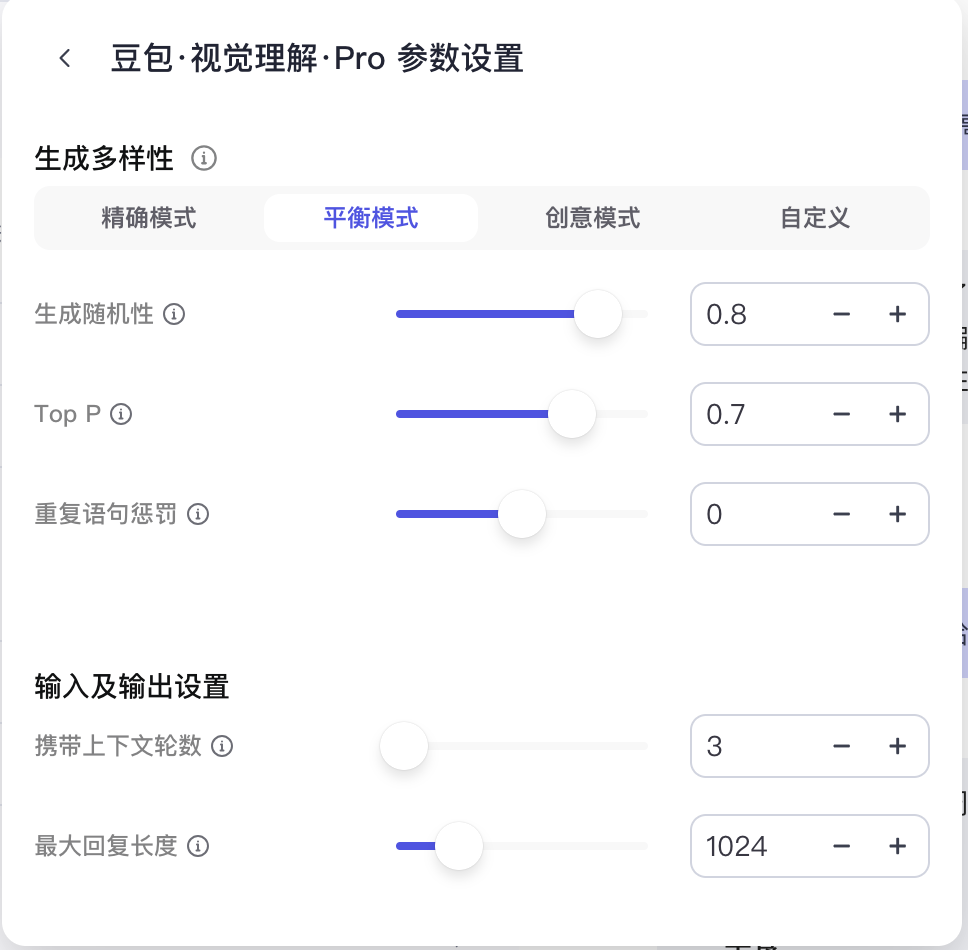 豆包·视觉理解·Pro 参数设置
生成多样性
精确模式 平衡模式 创意模式 自定义
生成随机性 0.8
Top P 0.7
重复语句惩罚 0
输入及输出设置
携带上下文轮数 3
最大回复长度 1024